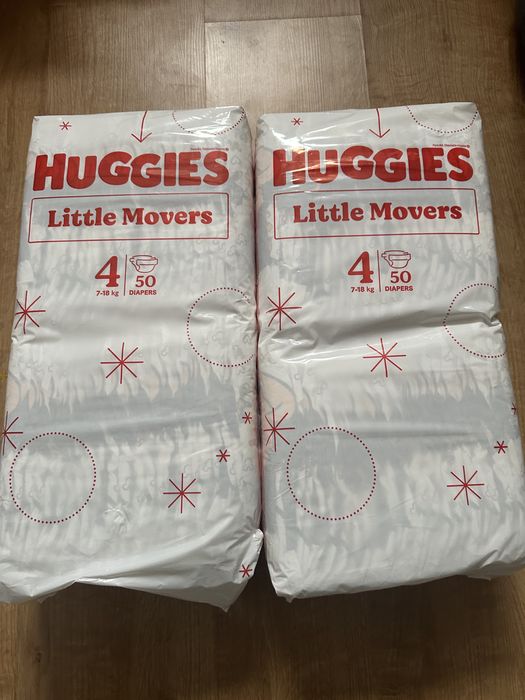 HUGGIES
Little Movers
4
50
7-18 kg
DIAPERS
HUGGIES
Little Movers
4
50
7-18 kg
DIAPERS